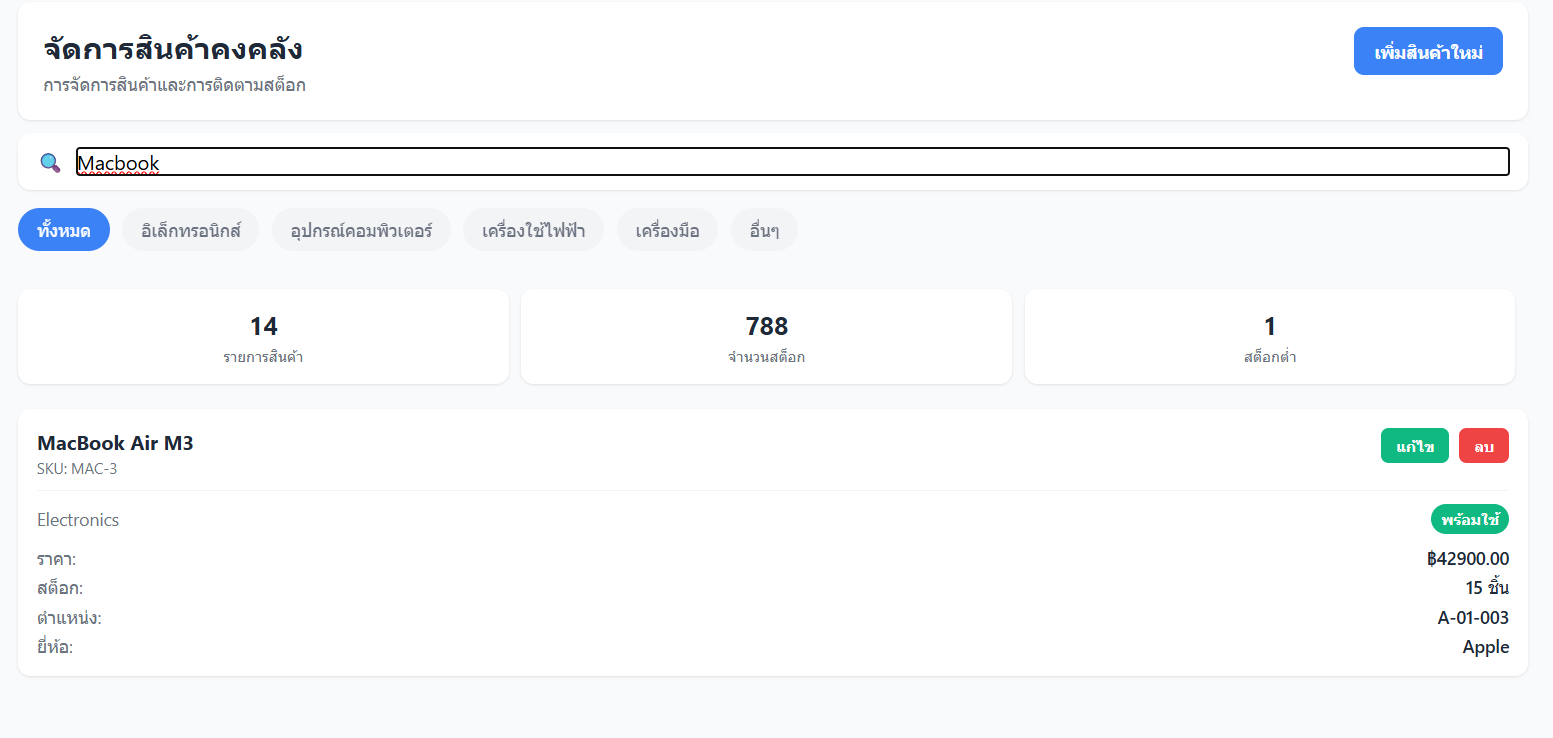 จัดการสินค้าคงคลัง
การจัดการสินค้าและการติดตามสต็อก
เพิ่มสินค้าใหม่
Macbook
ทั้งหมด อิเล็กทรอนิกส์ อุปกรณ์คอมพิวเตอร์ เครื่องใช้ไฟฟ้า เครื่องมือ อื่นๆ
14 788 1
รายการสินค้า จำนวนสต็อก สต็อกต่ำ
MacBook Air M3 แก้ไข ลบ
SKU: MAC-3
Electronics พร้อมใช้
ราคา: ฿42900.00
สต็อก: 15 ชิ้น
ตำแหน่ง: A-01-003
ยี่ห้อ: Apple